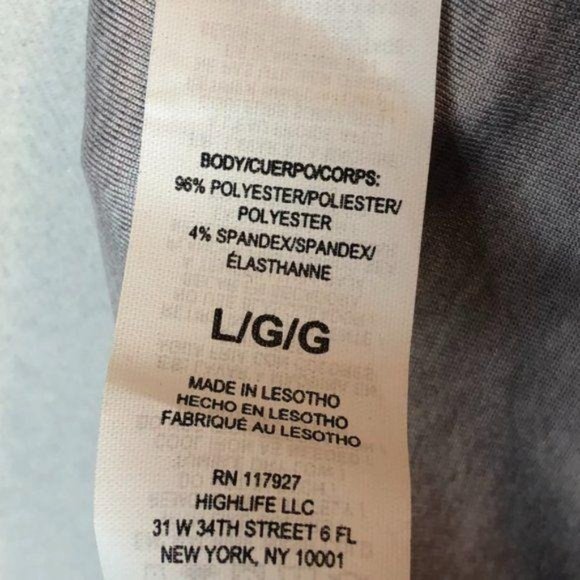 BODY/CUERPO/CORPS:
96% POLYESTER/POLIESTER/
POLYESTER
4% SPANDEX/SPANDEX/
ÉLASTHANNE
L/G/G
MADE IN LESOTHO
HECHO EN LESOTHO
FABRIQUÉ AU LESOTHO
RN 117927
HIGHLIFE LLC
31 W 34TH STREET 6 FL
NEW YORK, NY 10001